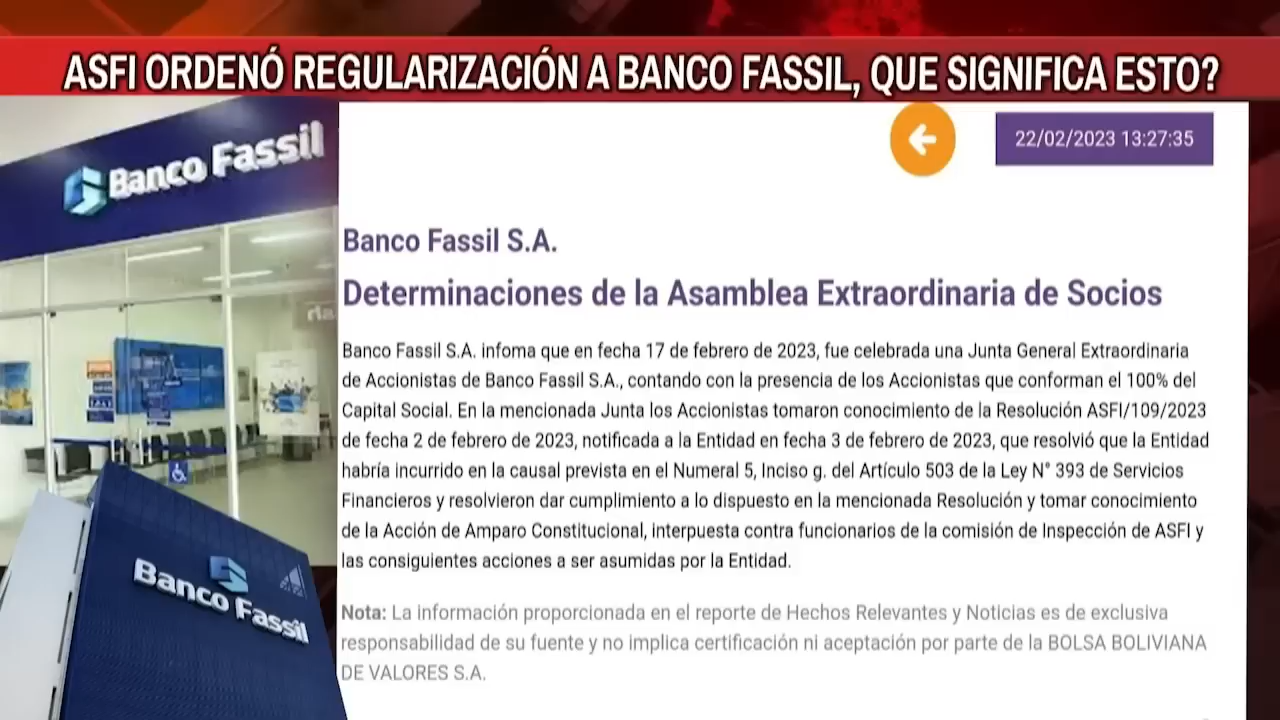 ASFI ORDENÓ REGULARIZACIÓN A BANCO FASSIL, QUE SIGNIFICA ESTO?
Banco Fassil
22/02/2023 13:27:35
Banco Fassil S.A.
Determinaciones de la Asamblea Extraordinaria de Socios
Banco Fassil S.A. infoma que en fecha 17 de febrero de 2023, fue celebrada una Junta General Extraordinaria
de Accionistas de Banco Fassil S.A., contando con la presencia de los Accionistas que conforman el 100% del
Capital Social. En la mencionada Junta los Accionistas tomaron conocimiento de la Resolución ASFI/109/2023
de fecha 2 de febrero de 2023, notificada a la Entidad en fecha 3 de febrero de 2023, que resolvió que la Entidad
habría incurrido en la causal prevista en el Numeral 5, Inciso g. del Artículo 503 de la Ley N° 393 de Servicios
Financieros y resolvieron dar cumplimiento a lo dispuesto en la mencionada Resolución y tomar conocimiento
de la Acción de Amparo Constitucional, interpuesta contra funcionarios de la comisión de Inspección de ASFI y
las consiguientes acciones a ser asumidas por la Entidad.
Nota: La información proporcionada en el reporte de Hechos Relevantes y Noticias es de exclusiva
responsabilidad de su fuente y no implica certificación ni aceptación por parte de la BOLSA BOLIVIANA
DE VALORES S.A.
Banco Fassil